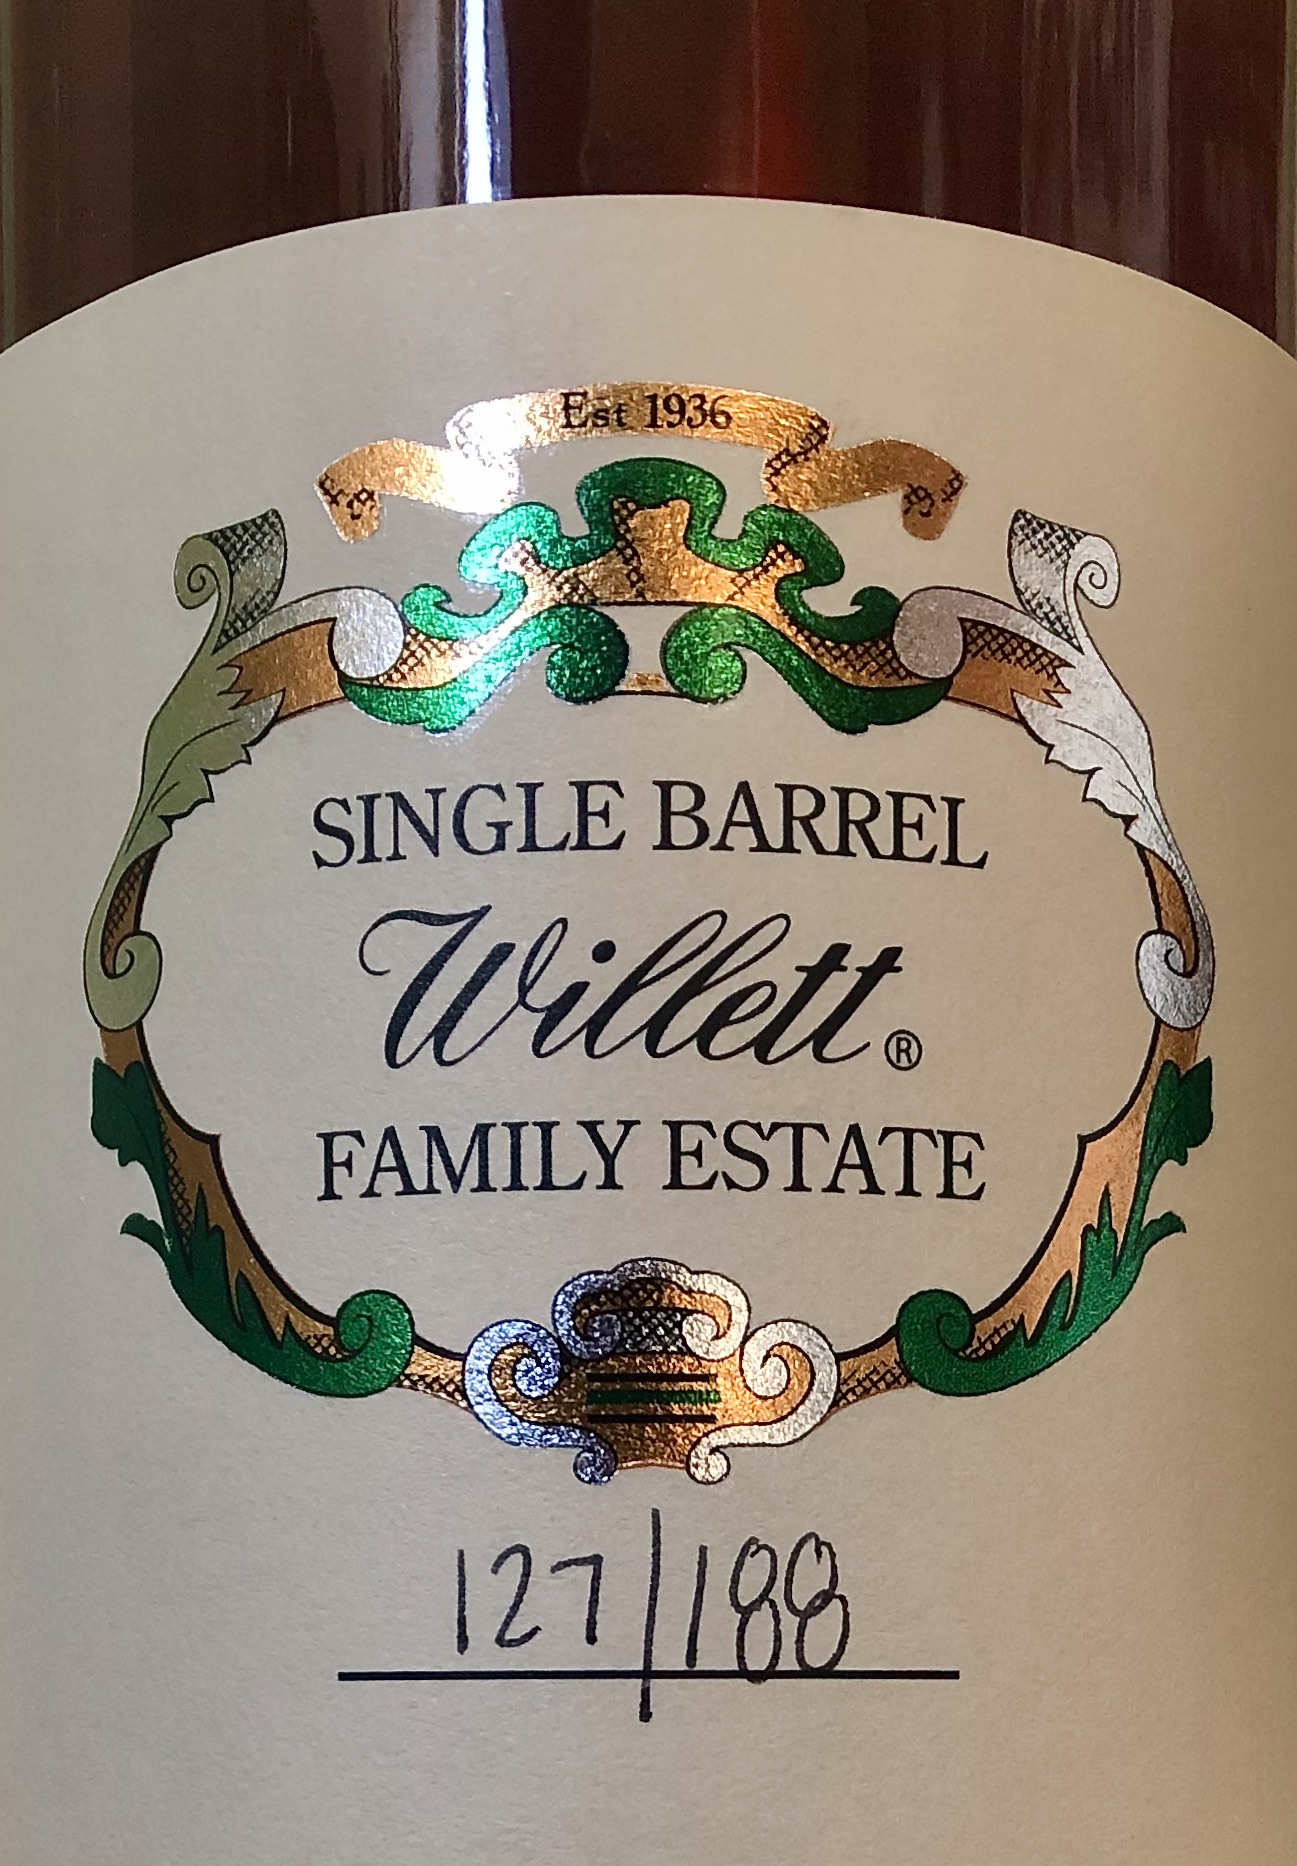 Est 1936
SINGLE BARREL
Willett®
FAMILY ESTATE
127/188